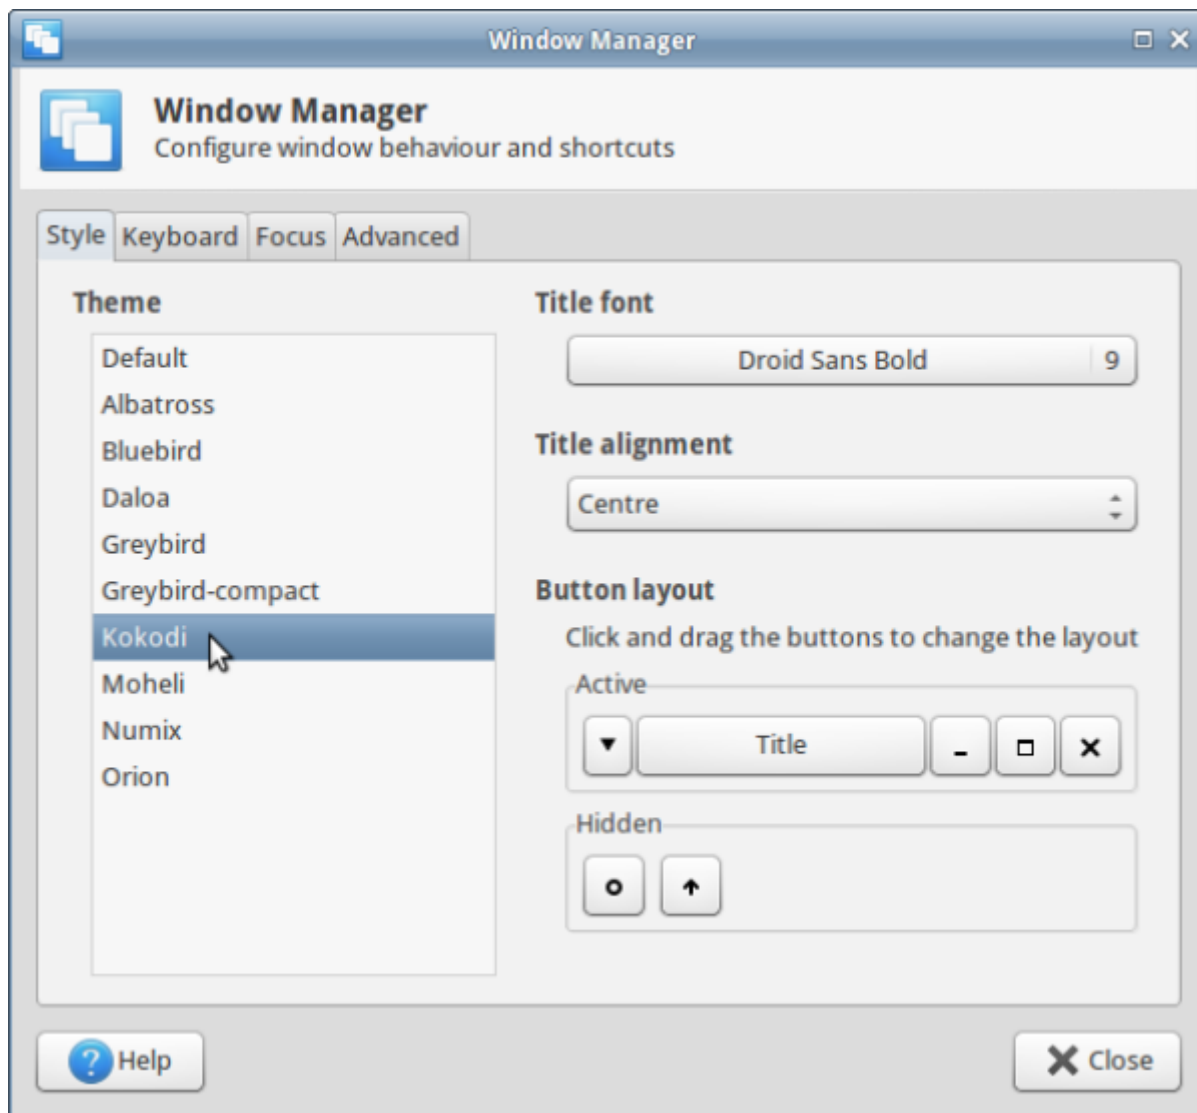 Window Manager
Window Manager
Configure window behaviour and shortcuts
Style Keyboard Focus Advanced
Theme
Default
Albatross
Bluebird
Daloa
Greybird
Greybird-compact
Kokodi
Moheli
Numix
Orion
Title font
Droid Sans Bold 9
Title alignment
Centre
Button layout
Click and drag the buttons to change the layout
Active
Title
Hidden
Help
Close